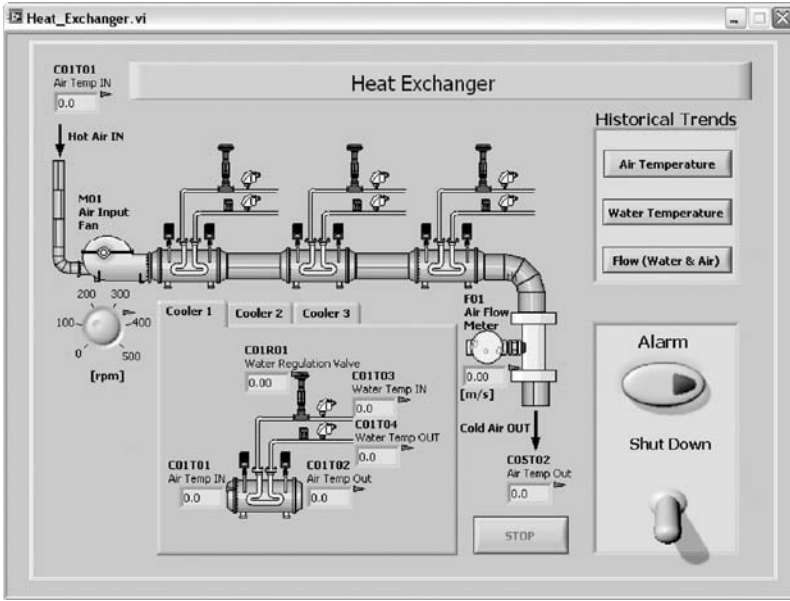 Heat_Exchanger.vi
C01T01
Air Temp IN
0.0
Heat Exchanger
Hot Air IN
Historical Trends
Air Temperature
Water Temperature
Flow (Water & Air)
M01
Air Input
Fan
0
100
200
300
400
500
[rpm]
Cooler 1
Cooler 2
Cooler 3
C01R01
Water Regulation Valve
0.00
C01T03
Water Temp IN
0.0
C01T04
Water Temp OUT
0.0
C01T01
Air Temp IN
0.0
C01T02
Air Temp Out
0.0
F01
Air Flow
Meter
0.00
[m/s]
Cold Air OUT
C05T02
Air Temp Out
0.0
STOP
Alarm
Shut Down